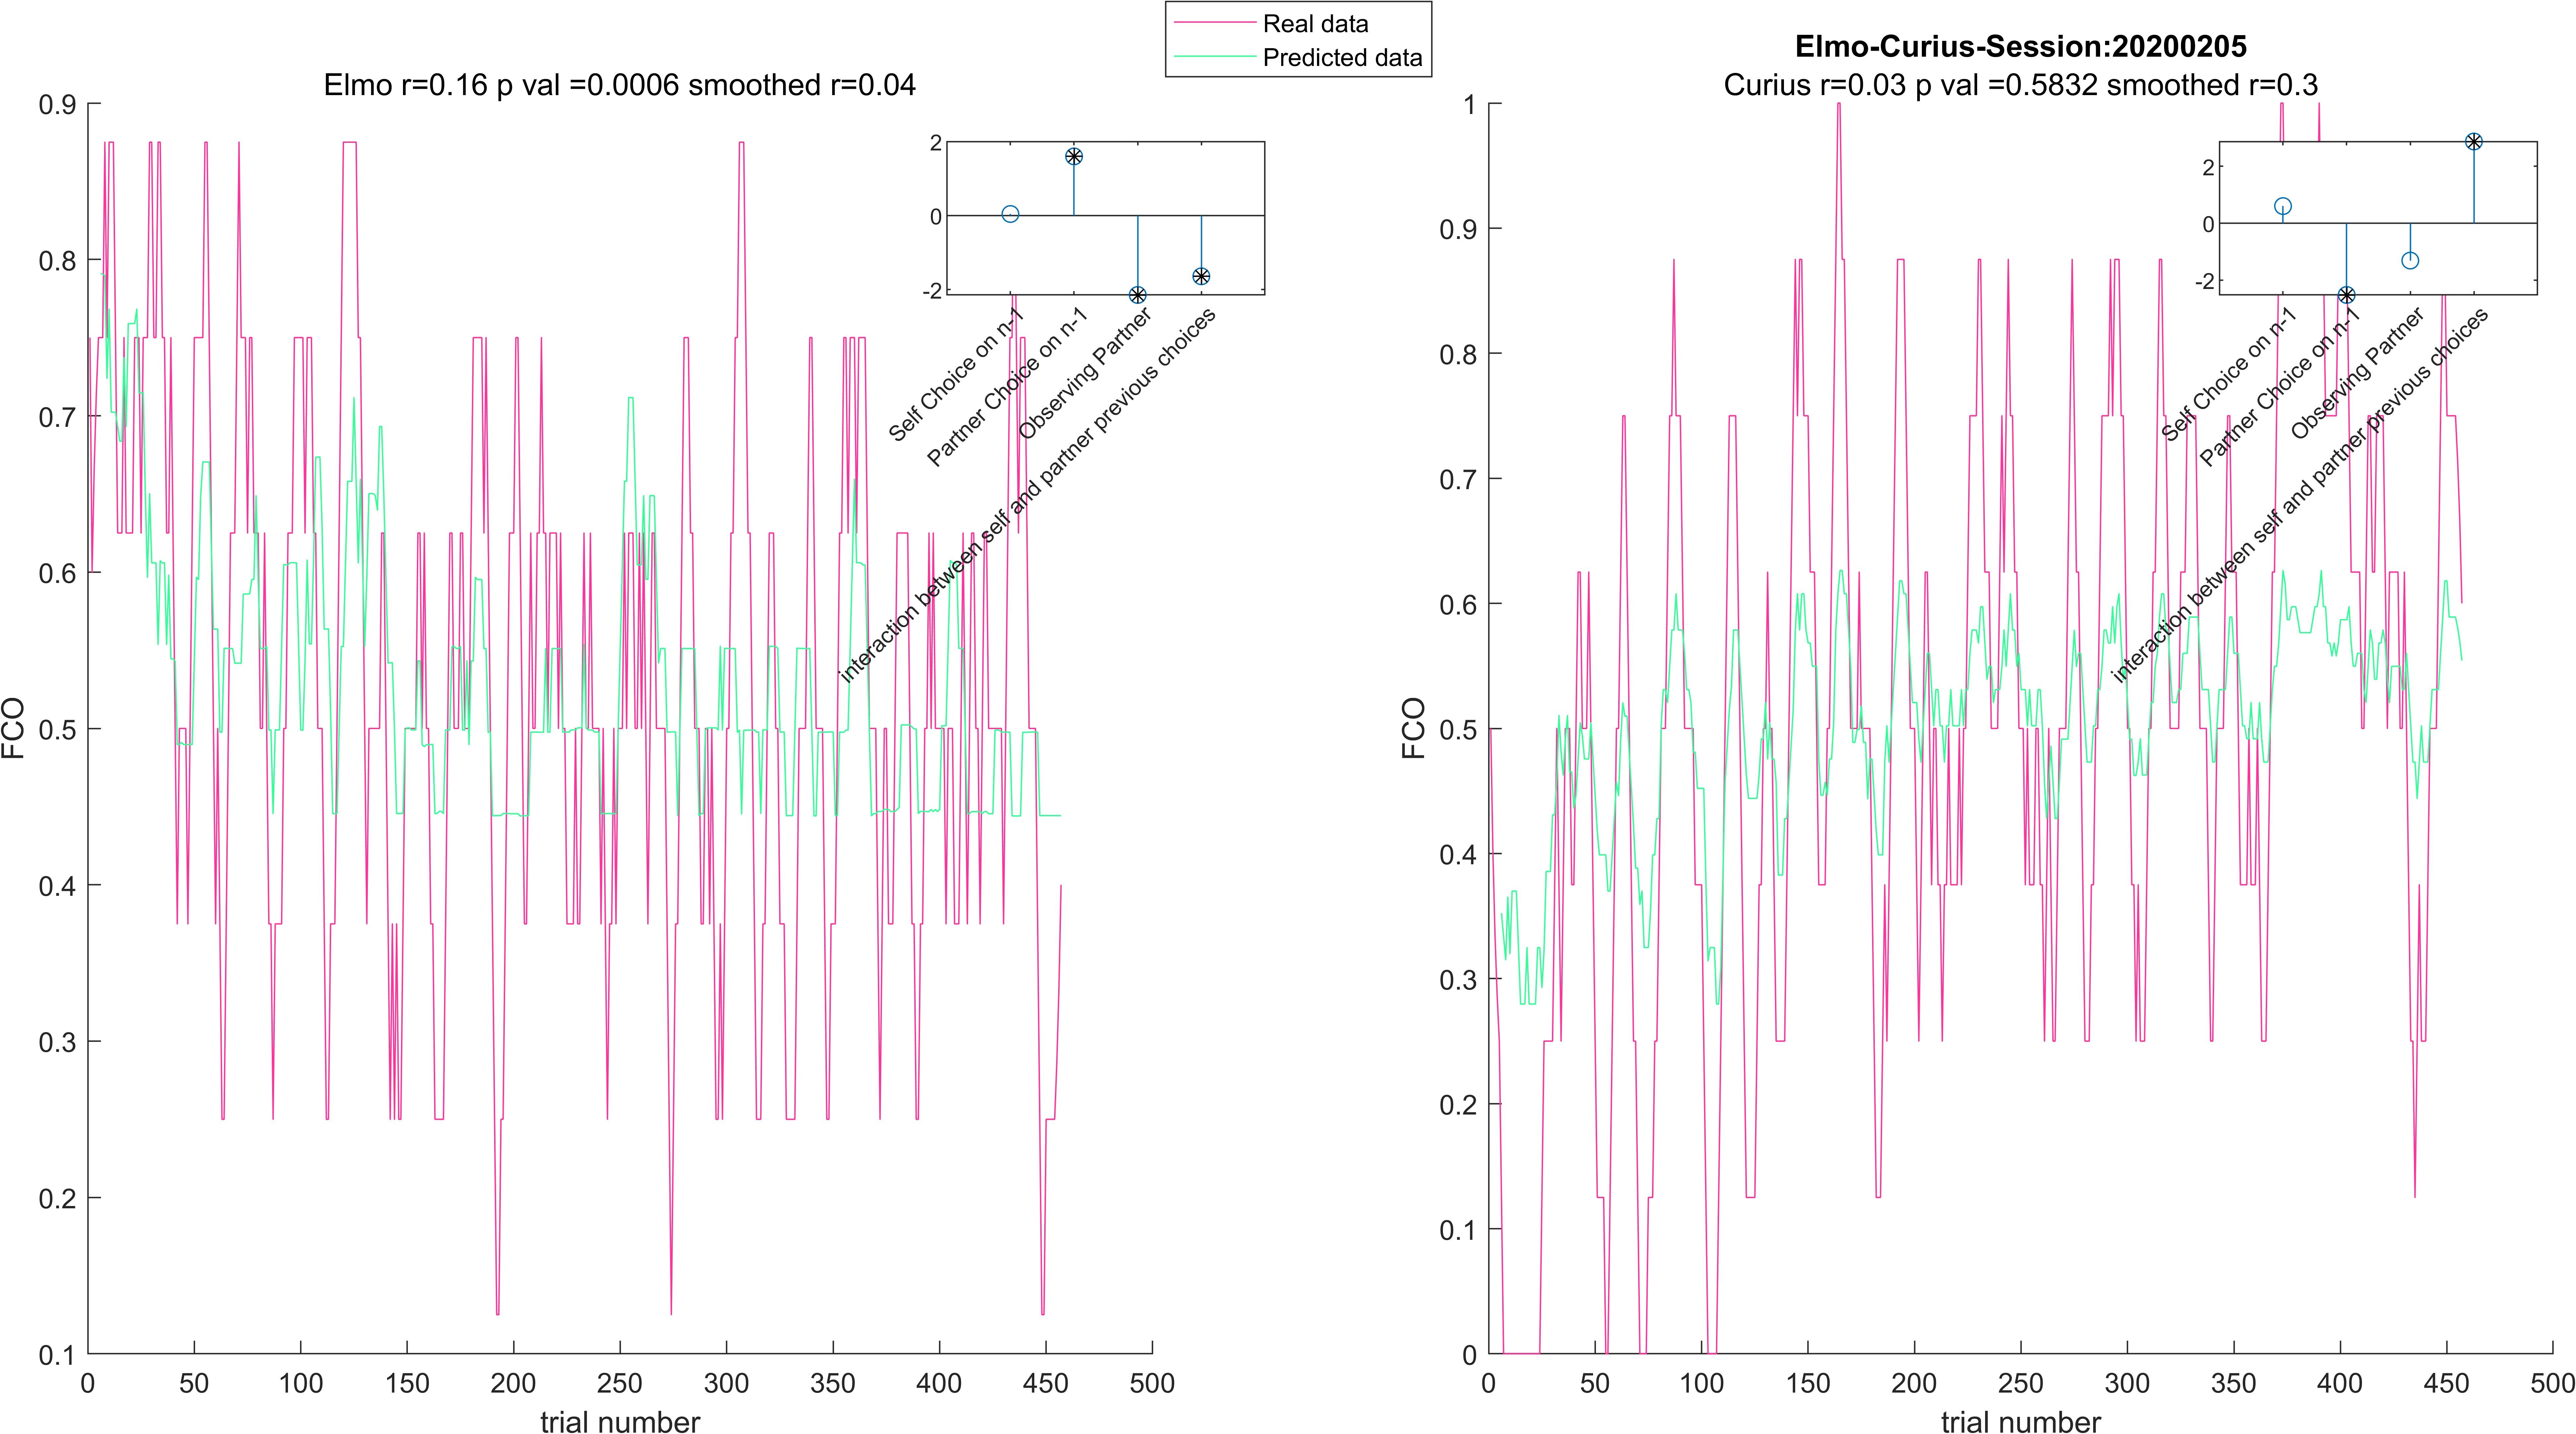 Real data
Predicted data
Elmo r=0.16 p val =0.0006 smoothed r=0.04
0.9
0.8
0.7
0.6
0.5
0.4
0.3
0.2
0.1
FCO
0
50
100
150
200
250
300
350
400
450
500
trial number
2
0
-2
Self Choice on n-1
Partner Choice on n-1
Observing Partner
interaction between self and partner previous choices
Elmo-Curius-Session:20200205
Curius r=0.03 p val =0.5832 smoothed r=0.3
1
0.9
0.8
0.7
0.6
0.5
0.4
0.3
0.2
0.1
0
FCO
0
50
100
150
200
250
300
350
400
450
500
trial number
2
0
-2
Self Choice on n-1
Partner Choice on n-1
Observing Partner
interaction between self and partner previous choices